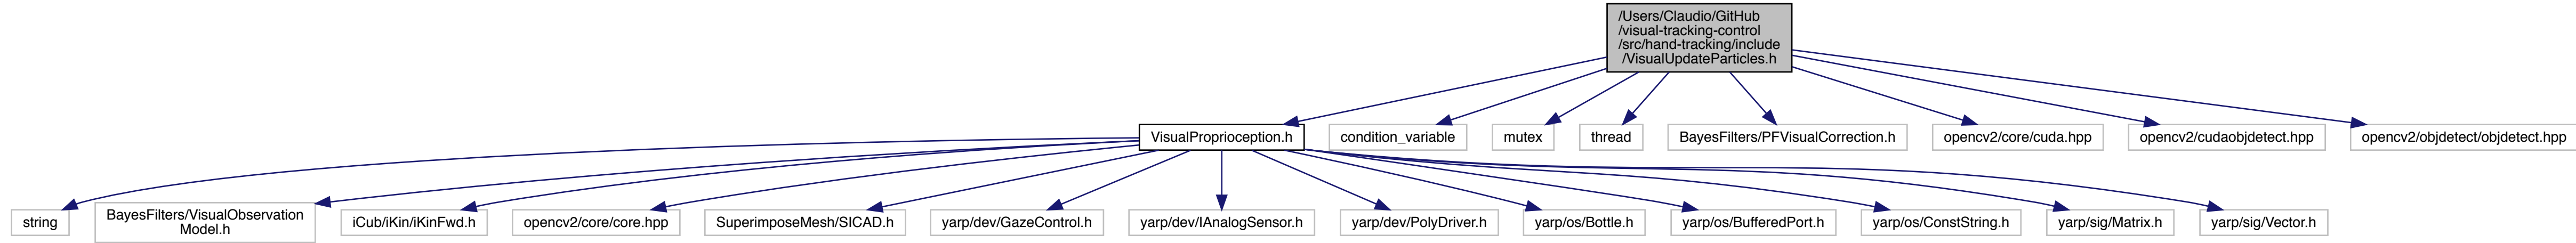 /Users/Claudio/GitHub
/visual-tracking-control
/src/hand-tracking/include
/VisualUpdateParticles.h
VisualProprioception.h
condition_variable
mutex
thread
BayesFilters/PFVisualCorrection.h
opencv2/core/cuda.hpp
opencv2/cudaobjdetect.hpp
opencv2/objdetect/objdetect.hpp
string
BayesFilters/VisualObservation
Model.h
iCub/iKin/iKinFwd.h
opencv2/core/core.hpp
SuperimposeMesh/SICAD.h
yarp/dev/GazeControl.h
yarp/dev/IAnalogSensor.h
yarp/dev/PolyDriver.h
yarp/os/Bottle.h
yarp/os/BufferedPort.h
yarp/os/ConstString.h
yarp/sig/Matrix.h
yarp/sig/Vector.h